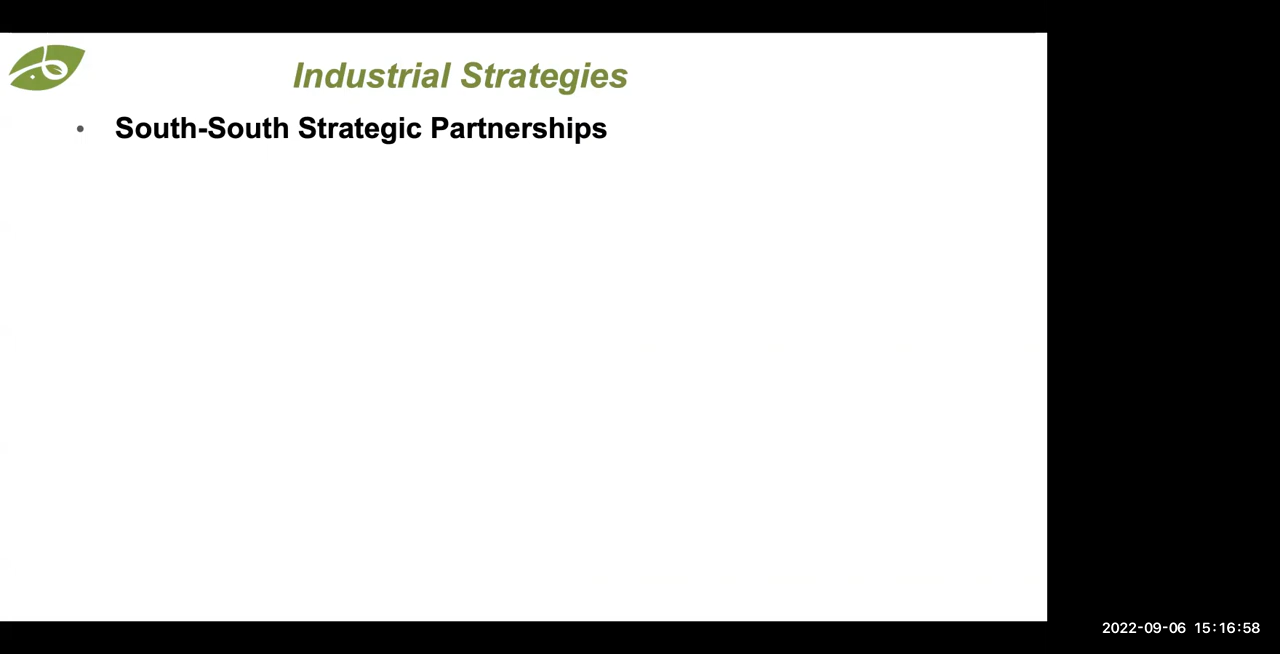 Industrial Strategies
• South-South Strategic Partnerships
2022-09-06 15:16:58